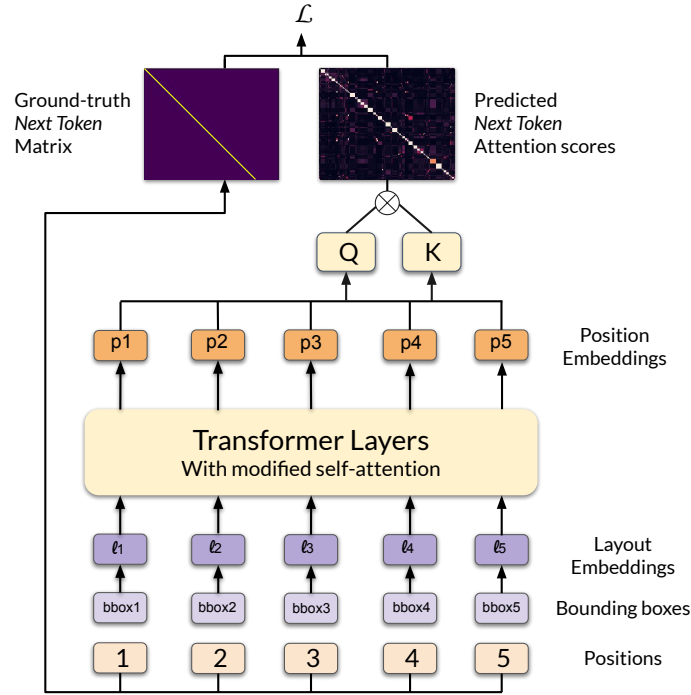 ℒ
Ground-truth
Next Token
Matrix
Predicted
Next Token
Attention scores
Q K
p1 p2 p3 p4 p5
Position
Embeddings
Transformer Layers
With modified self-attention
ℓ1 ℓ2 ℓ3 ℓ4 ℓ5
Layout
Embeddings
bbox1 bbox2 bbox3 bbox4 bbox5
Bounding boxes
1 2 3 4 5
Positions